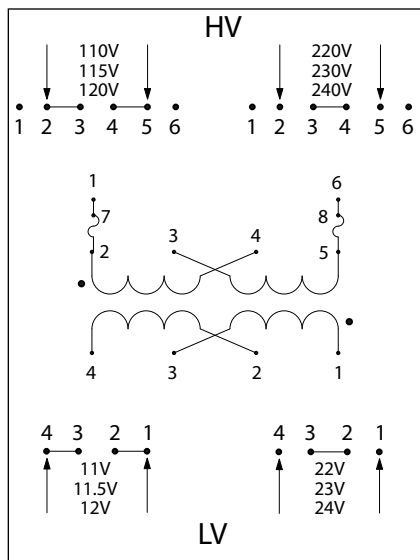 HV
110V 220V
115V 230V
120V 240V
1 2 3 4 5 6 1 2 3 4 5 6
1 6
7 8
2 3 4 5
4 3 2 1
4 3 2 1 4 3 2 1
11V 22V
11.5V 23V
12V 24V
LV